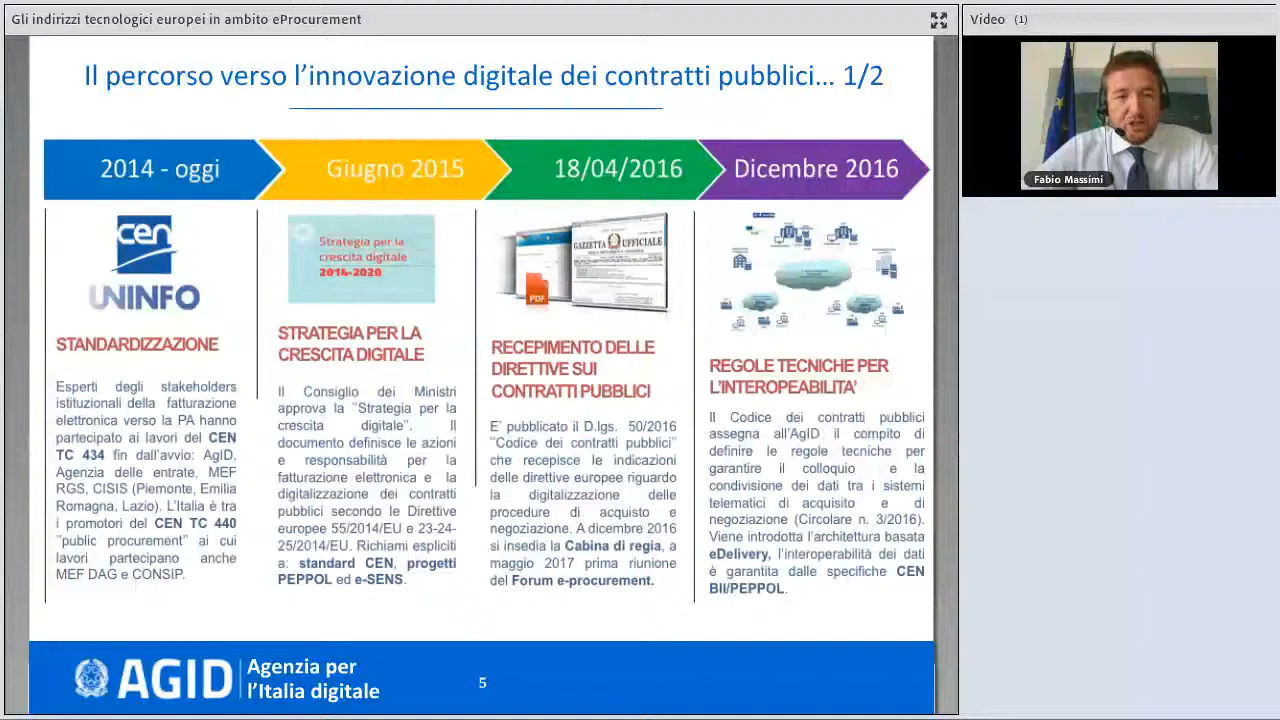 Gli indirizzi tecnologici europei in ambito eProcurement
Video (1)
Fabio Massimi
Il percorso verso l'innovazione digitale dei contratti pubblici... 1/2
2014 - oggi
Giugno 2015
18/04/2016
Dicembre 2016
cen
UNINFO
STANDARDIZZAZIONE
Esperti degli stakeholders
istituzionali della fatturazione
elettronica verso la PA hanno
partecipato ai lavori del CEN
TC 434 fin dall'avvio: AgID,
Agenzia delle entrate, MEF
RGS, CISIS (Piemonte, Emilia
Romagna, Lazio). L'Italia è tra
i promotori del CEN TC 440
"public procurement" ai cui
lavori partecipano anche
MEF DAG e CONSIP.
Strategia per la
crescita digitale
2014-2020
STRATEGIA PER LA
CRESCITA DIGITALE
Il Consiglio dei Ministri
approva la "Strategia per la
crescita digitale". Il
documento definisce le azioni
e responsabilità per la
fatturazione elettronica e la
digitalizzazione dei contratti
pubblici secondo le Direttive
europee 55/2014/EU e 23-24-
25/2014/EU. Richiami espliciti
a: standard CEN, progetti
PEPPOL ed e-SENS.
GAZZETTA UFFICIALE
PDF
RECEPIMENTO DELLE
DIRETTIVE SUI
CONTRATTI PUBBLICI
E' pubblicato il D.lgs. 50/2016
"Codice dei contratti pubblici"
che recepisce le indicazioni
delle direttive europee riguardo
la digitalizzazione delle
procedure di acquisto e
negoziazione. A dicembre 2016
si insedia la Cabina di regia, a
maggio 2017 prima riunione
del Forum e-procurement.
REGOLE TECNICHE PER
L'INTEROPEABILITA'
Il Codice dei contratti pubblici
assegna all'AgID il compito di
definire le regole tecniche per
garantire il colloquio e la
condivisione dei dati tra i sistemi
telematici di acquisito e di
negoziazione (Circolare n. 3/2016).
Viene introdotta l'architettura basata
eDelivery, l'interoperabilità dei dati
è garantita dalle specifiche CEN
BII/PEPPOL.
AGID
Agenzia per
l'Italia digitale
5